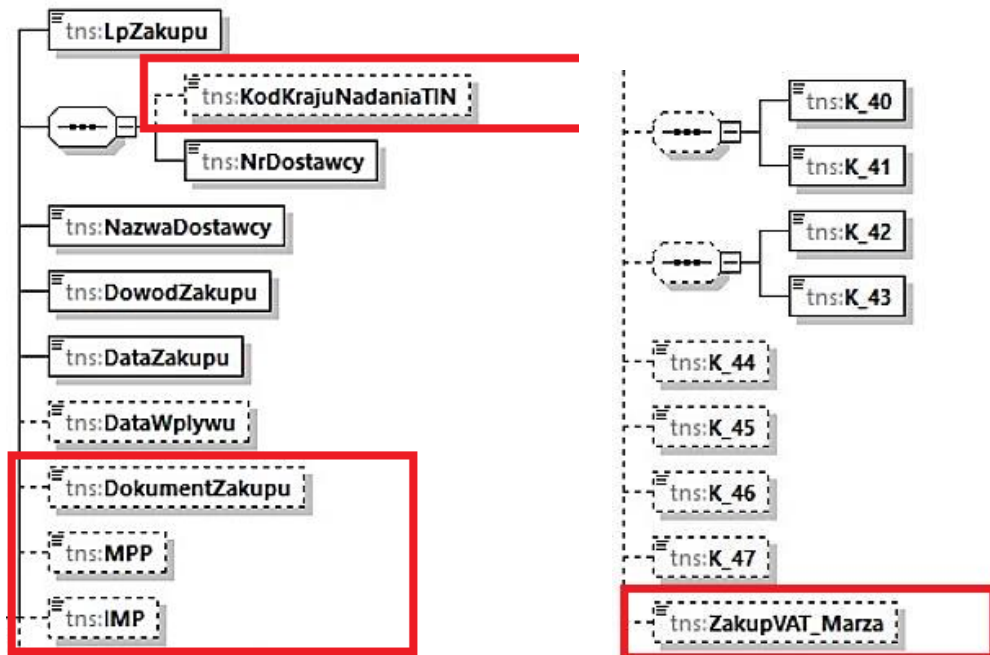 tns:LpZakupu
tns:KodKrajuNadaniaTIN
tns:NrDostawcy
tns:NazwaDostawcy
tns:DowodZakupu
tns:DataZakupu
tns:DataWplywu
tns:DokumentZakupu
tns:MPP
tns:IMP
tns:K_40
tns:K_41
tns:K_42
tns:K_43
tns:K_44
tns:K_45
tns:K_46
tns:K_47
tns:ZakupVAT_Marza